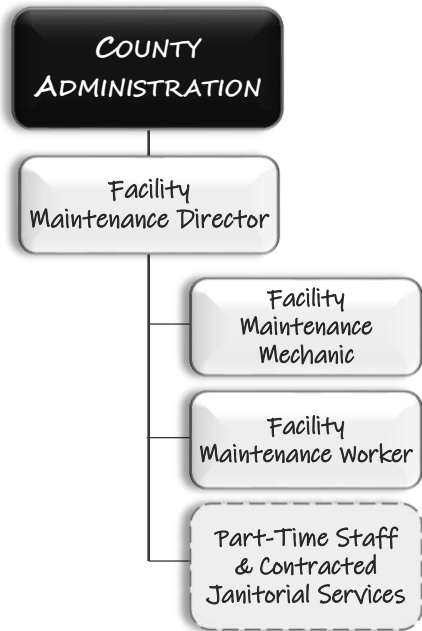 COUNTY
ADMINISTRATION
Facility
Maintenance Director
Facility
Maintenance
Mechanic
Facility
Maintenance Worker
Part-Time Staff
& Contracted
Janitorial Services